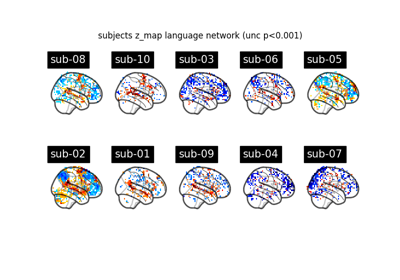 subjects z_map language network (unc p<0.001)
sub-08 sub-10 sub-03 sub-06 sub-05
sub-02 sub-01 sub-09 sub-04 sub-07